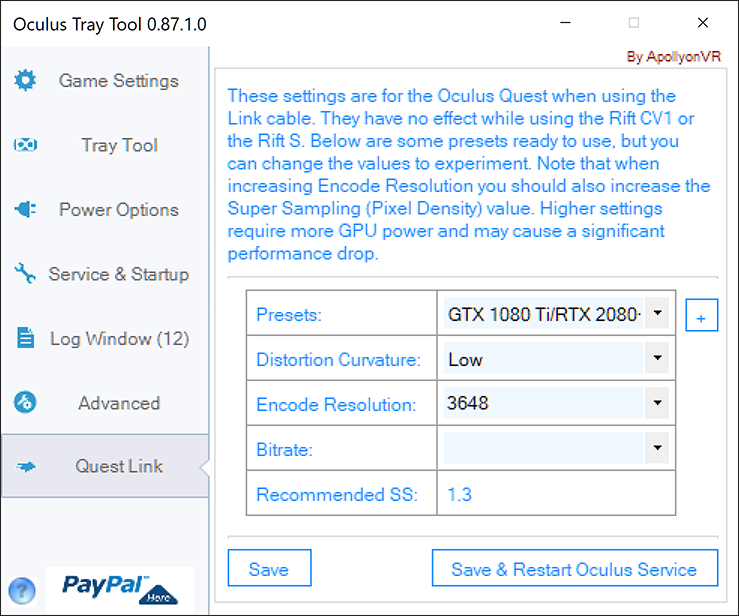 Oculus Tray Tool 0.87.1.0
By ApollyonVR
Game Settings
Tray Tool
Power Options
Service & Startup
Log Window (12)
Advanced
Quest Link
PayPal™
Here
These settings are for the Oculus Quest when using the
Link cable. They have no effect while using the Rift CV1 or
the Rift S. Below are some presets ready to use, but you
can change the values to experiment. Note that when
increasing Encode Resolution you should also increase the
Super Sampling (Pixel Density) value. Higher settings
require more GPU power and may cause a significant
performance drop.
Presets: GTX 1080 Ti/RTX 2080+ +
Distortion Curvature: Low
Encode Resolution: 3648
Bitrate:
Recommended SS: 1.3
Save Save & Restart Oculus Service